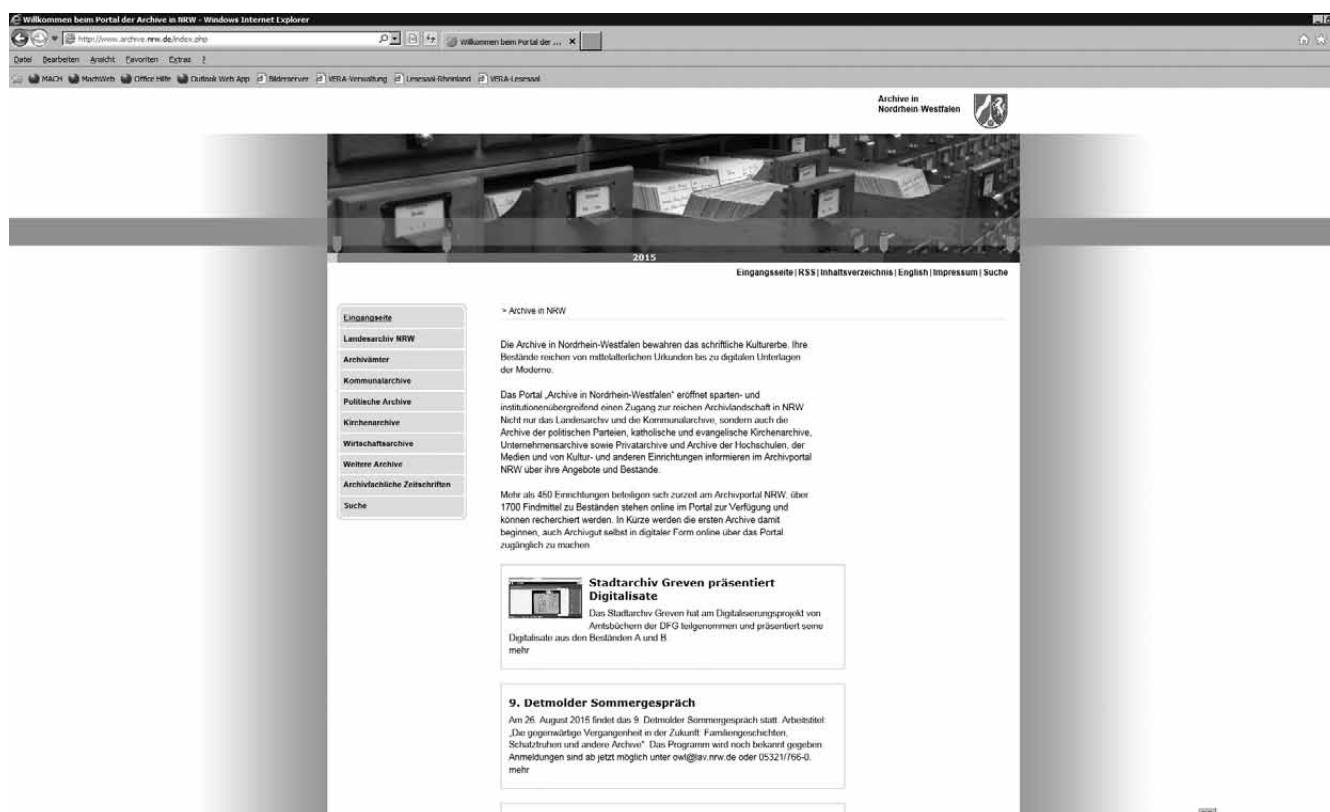 Willkommen beim Portal der Archive in NRW - Windows Internet Explorer
http://www.archive.nrw.de/index.php
Willkommen beim Portal der ...
Datei Bearbeiten Ansicht Favoriten Extras ?
MACH MachWeb Office Hilfe Outlook Web App Bilderserver VERA-Verwaltung Lesesaal-Rheinland VERA-Lesesaal
Archive in
Nordrhein-Westfalen
2015
Eingangsseite | RSS | Inhaltsverzeichnis | English | Impressum | Suche
Eingangseite
Landesarchiv NRW
Archivämter
Kommunalarchive
Politische Archive
Kirchenarchive
Wirtschaftsarchive
Weitere Archive
Archivfachliche Zeitschriften
Suche
> Archive in NRW
Die Archive in Nordrhein-Westfalen bewahren das schriftliche Kulturerbe. Ihre
Bestände reichen von mittelalterlichen Urkunden bis zu digitalen Unterlagen
der Moderne.
Das Portal „Archive in Nordrhein-Westfalen" eröffnet sparten- und
institutionenübergreifend einen Zugang zur reichen Archivlandschaft in NRW
Nicht nur das Landesarchiv und die Kommunalarchive, sondern auch die
Archive der politischen Parteien, katholische und evangelische Kirchenarchive,
Unternehmensarchive sowie Privatarchive und Archive der Hochschulen, der
Medien und von Kultur- und anderen Einrichtungen informieren im Archivportal
NRW über ihre Angebote und Bestände.
Mehr als 450 Einrichtungen beteiligen sich zurzeit am Archivportal NRW, über
1700 Findmittel zu Beständen stehen online im Portal zur Verfügung und
können recherchiert werden. In Kürze werden die ersten Archive damit
beginnen, auch Archivgut selbst in digitaler Form online über das Portal
zugänglich zu machen
Stadtarchiv Greven präsentiert
Digitalisate
Das Stadtarchiv Greven hat am Digitalisierungsprojekt von
Amtsbüchern der DFG teilgenommen und präsentiert seine
Digitalisate aus den Beständen A und B
mehr
9. Detmolder Sommergespräch
Am 26. August 2015 findet das 9. Detmolder Sommergespräch statt. Arbeitstitel:
„Die gegenwärtige Vergangenheit in der Zukunft: Familiengeschichten,
Schatztruhen und andere Archive". Das Programm wird noch bekannt gegeben.
Anmeldungen sind ab jetzt möglich unter owl@lav.nrw.de oder 05321/766-0.
mehr